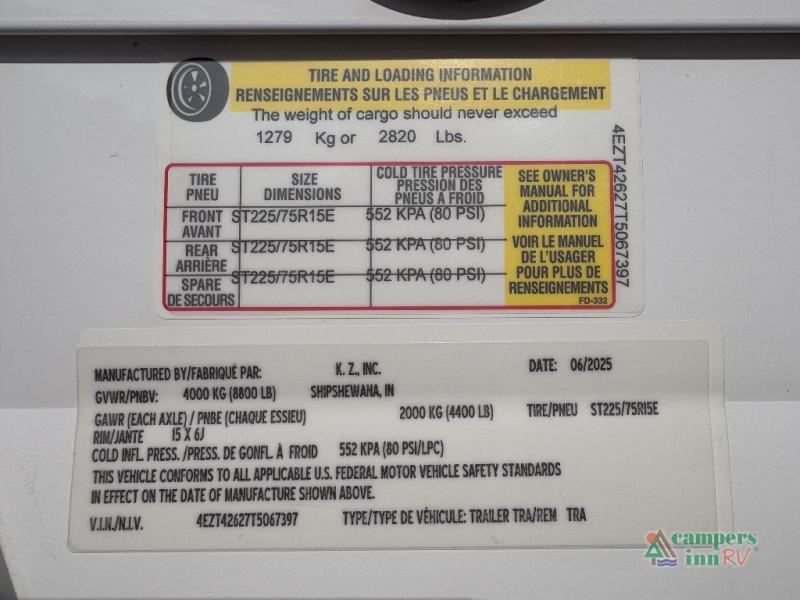 TIRE AND LOADING INFORMATION
RENSEIGNEMENTS SUR LES PNEUS ET LE CHARGEMENT
The weight of cargo should never exceed
1279 Kg or 2820 Lbs.
TIRE PNEU SIZE DIMENSIONS COLD TIRE PRESSURE PRESSION DES PNEUS A FROID
FRONT AVANT ST225/75R15E 552 KPA (80 PSI)
REAR ARRIÈRE ST225/75R15E 552 KPA (80 PSI)
SPARE DE SECOURS ST225/75R15E 552 KPA (80 PSI)
SEE OWNER'S
MANUAL FOR
ADDITIONAL
INFORMATION
VOIR LE MANUEL
DE L'USAGER
POUR PLUS DE
RENSEIGNEMENTS
FD-332
4EZT42627T5067397
MANUFACTURED BY/FABRIQUÉ PAR: K. Z., INC. DATE: 06/2025
GVWR/PNBV: 4000 KG (8800 LB) SHIPSHEWANA, IN
GAWR (EACH AXLE) / PNBE (CHAQUE ESSIEU) 2000 KG (4400 LB) TIRE/PNEU ST225/75R15E
RIM/JANTE 15 X 6J
COLD INFL. PRESS. /PRESS. DE GONFL. À FROID 552 KPA (80 PSI/LPC)
THIS VEHICLE CONFORMS TO ALL APPLICABLE U.S. FEDERAL MOTOR VEHICLE SAFETY STANDARDS
IN EFFECT ON THE DATE OF MANUFACTURE SHOWN ABOVE.
V.I.N./N.I.V. 4EZT42627T5067397 TYPE/TYPE DE VÉHICULE: TRAILER TRA/REM TRA
campers
inn RV